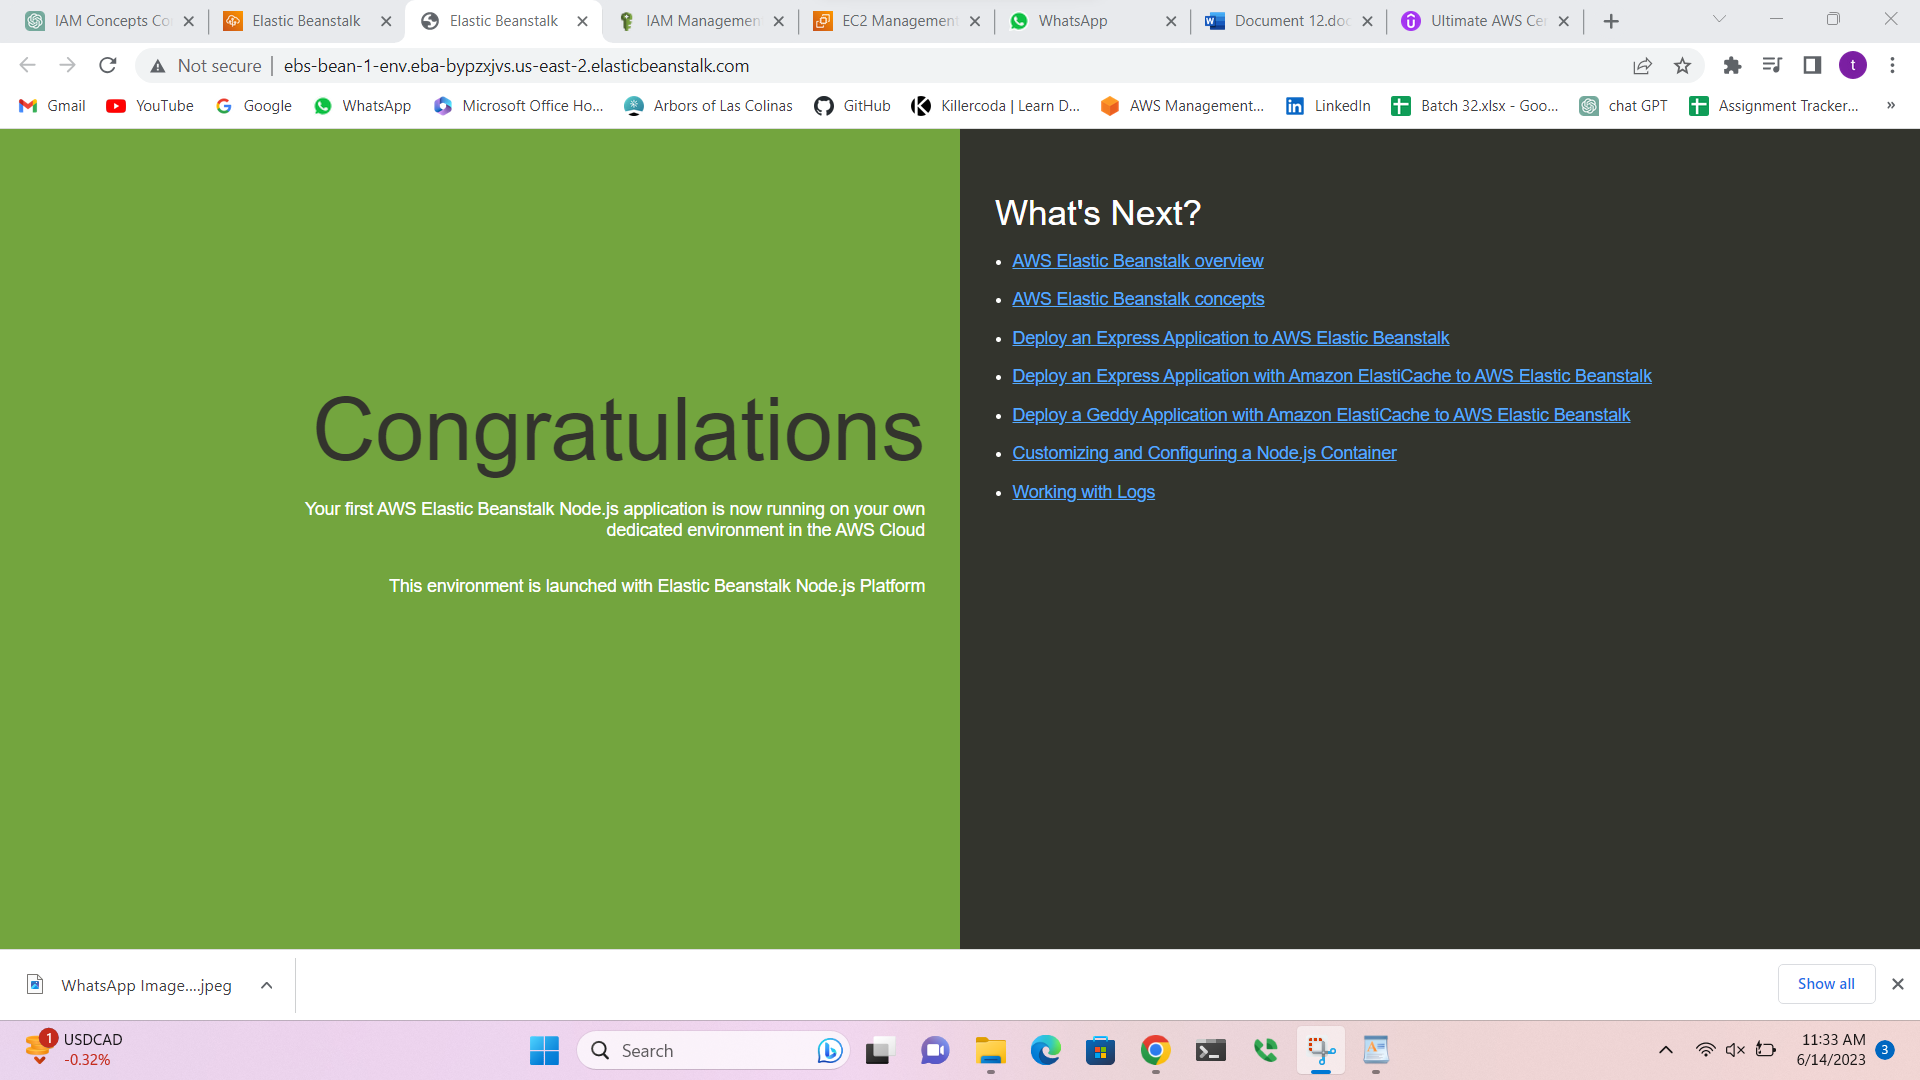 IAM Concepts Co
Elastic Beanstalk
Elastic Beanstalk
IAM Managemen
EC2 Management
WhatsApp
Document 12.doc
Ultimate AWS Ce
Not secure
ebs-bean-1-env.eba-bypzxjvs.us-east-2.elasticbeanstalk.com
t
Gmail
YouTube
Google
WhatsApp
Microsoft Office Ho...
Arbors of Las Colinas
GitHub
Killercoda | Learn D...
AWS Management...
LinkedIn
Batch 32.xlsx - Goo...
chat GPT
Assignment Tracker...
»
Congratulations
Your first AWS Elastic Beanstalk Node.js application is now running on your own
dedicated environment in the AWS Cloud
This environment is launched with Elastic Beanstalk Node.js Platform
What's Next?
AWS Elastic Beanstalk overview
AWS Elastic Beanstalk concepts
Deploy an Express Application to AWS Elastic Beanstalk
Deploy an Express Application with Amazon ElastiCache to AWS Elastic Beanstalk
Deploy a Geddy Application with Amazon ElastiCache to AWS Elastic Beanstalk
Customizing and Configuring a Node.js Container
Working with Logs
WhatsApp Image....jpeg
Show all
1
USDCAD
-0.32%
Search
11:33 AM
6/14/2023
3